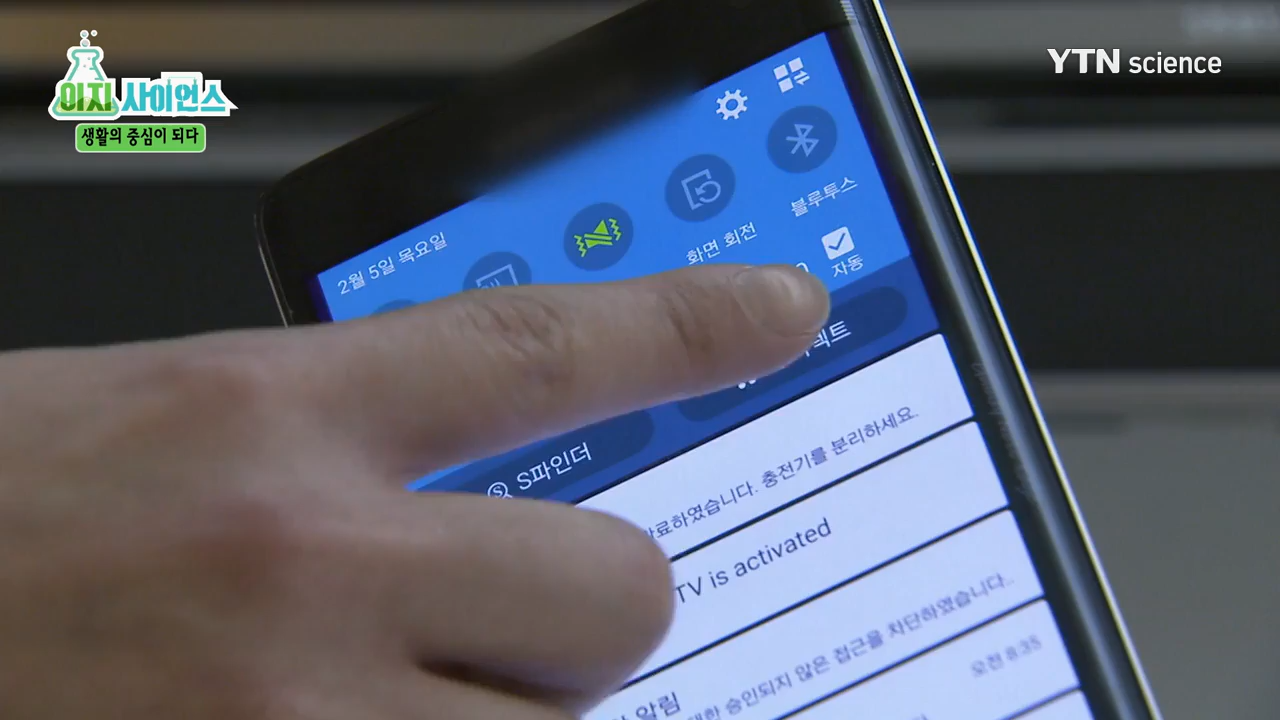 이지 사이언스
생활의 중심이 되다
YTN science
2월 5일 목요일
화면 회전
블루투스
자동
S파인더
완료하였습니다. 충전기를 분리하세요.
TV is activated
알림
승인되지 않은 접근을 차단하였습니다..
오전 8:35